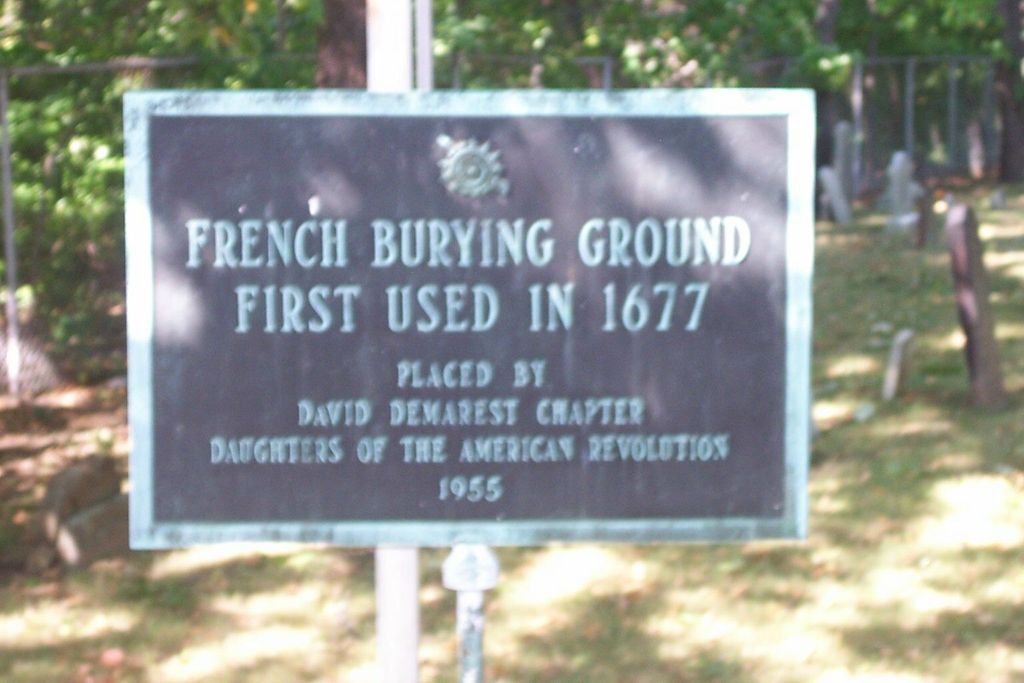 FRENCH BURYING GROUND
FIRST USED IN 1677
PLACED BY
DAVID DEMAREST CHAPTER
DAUGHTERS OF THE AMERICAN REVOLUTION
1955